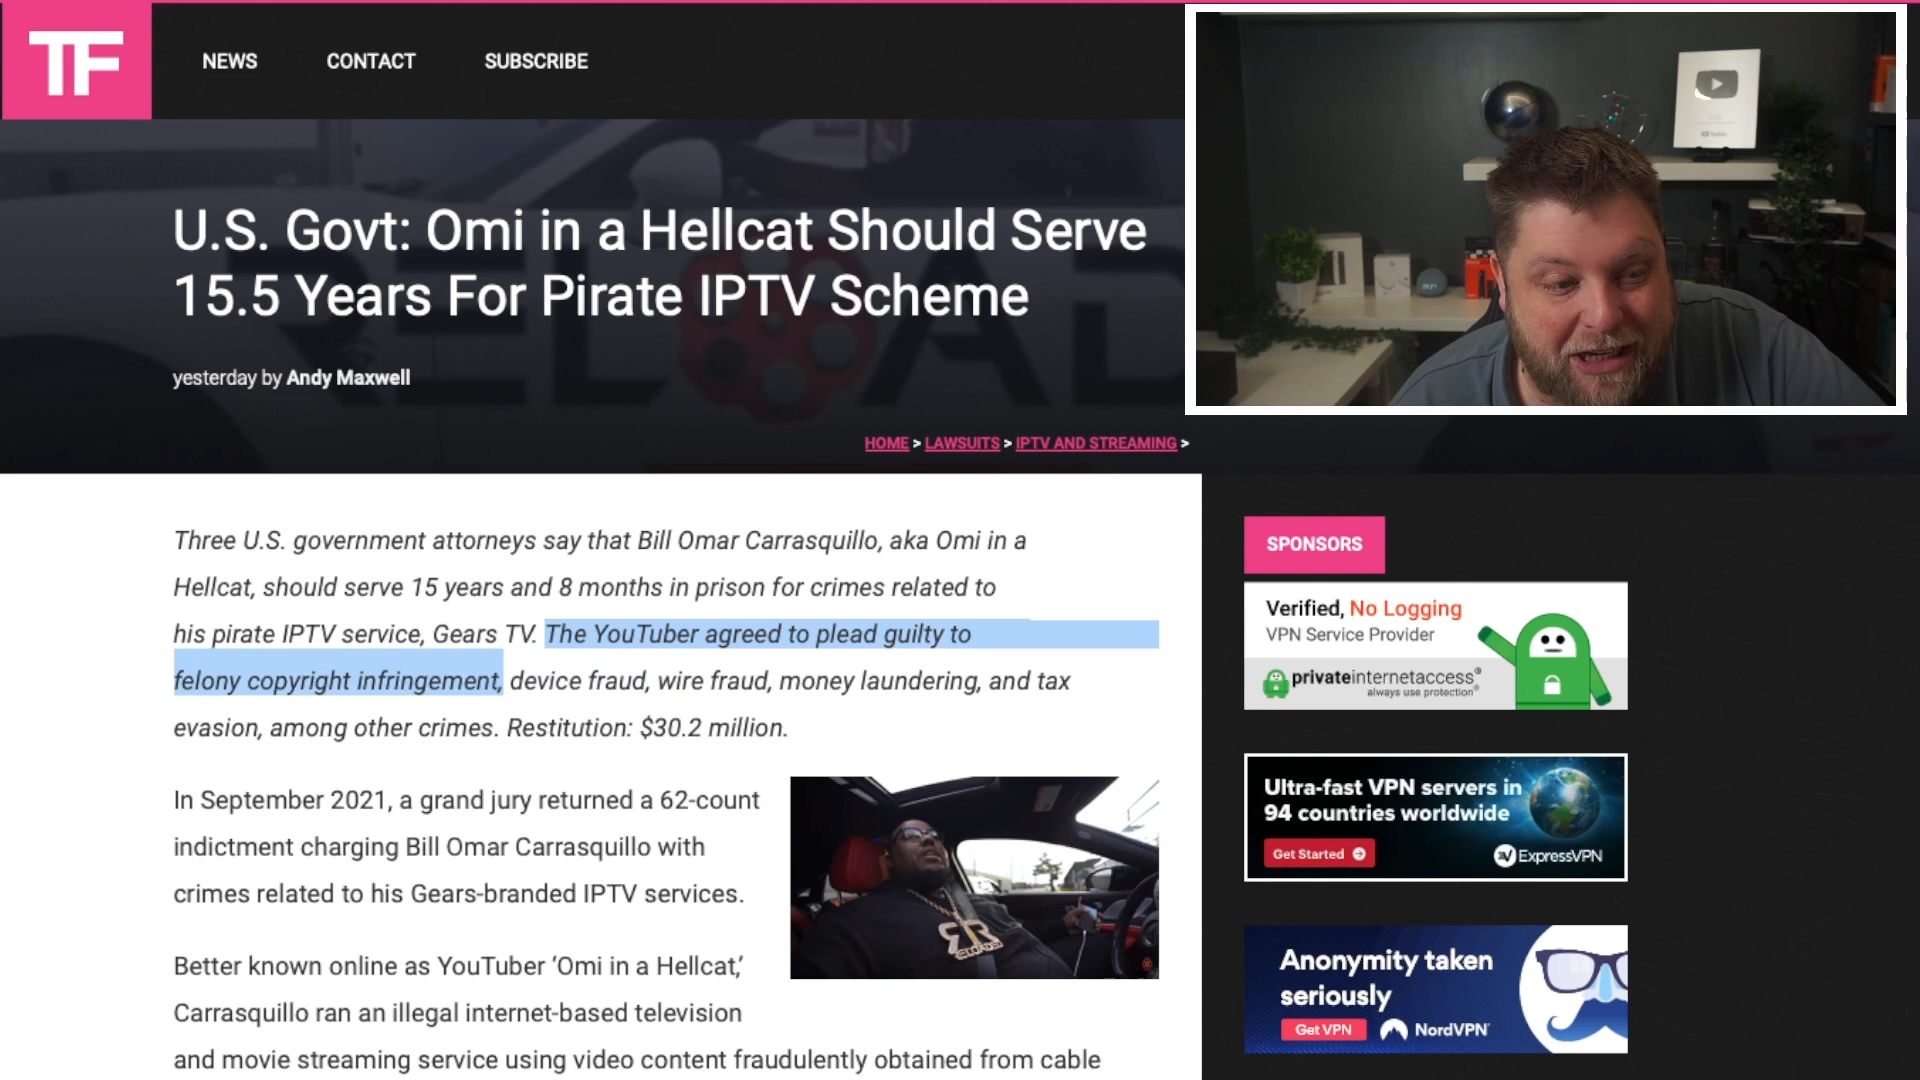 TF
NEWS
CONTACT
SUBSCRIBE
U.S. Govt: Omi in a Hellcat Should Serve
15.5 Years For Pirate IPTV Scheme
yesterday by Andy Maxwell
HOME > LAWSUITS > IPTV AND STREAMING >
Three U.S. government attorneys say that Bill Omar Carrasquillo, aka Omi in a
Hellcat, should serve 15 years and 8 months in prison for crimes related to
his pirate IPTV service, Gears TV. The YouTuber agreed to plead guilty to
felony copyright infringement, device fraud, wire fraud, money laundering, and tax
evasion, among other crimes. Restitution: $30.2 million.
In September 2021, a grand jury returned a 62-count
indictment charging Bill Omar Carrasquillo with
crimes related to his Gears-branded IPTV services.
Better known online as YouTuber ‘Omi in a Hellcat,’
Carrasquillo ran an illegal internet-based television
and movie streaming service using video content fraudulently obtained from cable
RELOADED
SPONSORS
Verified, No Logging
VPN Service Provider
privateinternetaccess®
always use protection®
Ultra-fast VPN servers in
94 countries worldwide
Get Started
ExpressVPN
Anonymity taken
seriously
Get VPN
NordVPN®